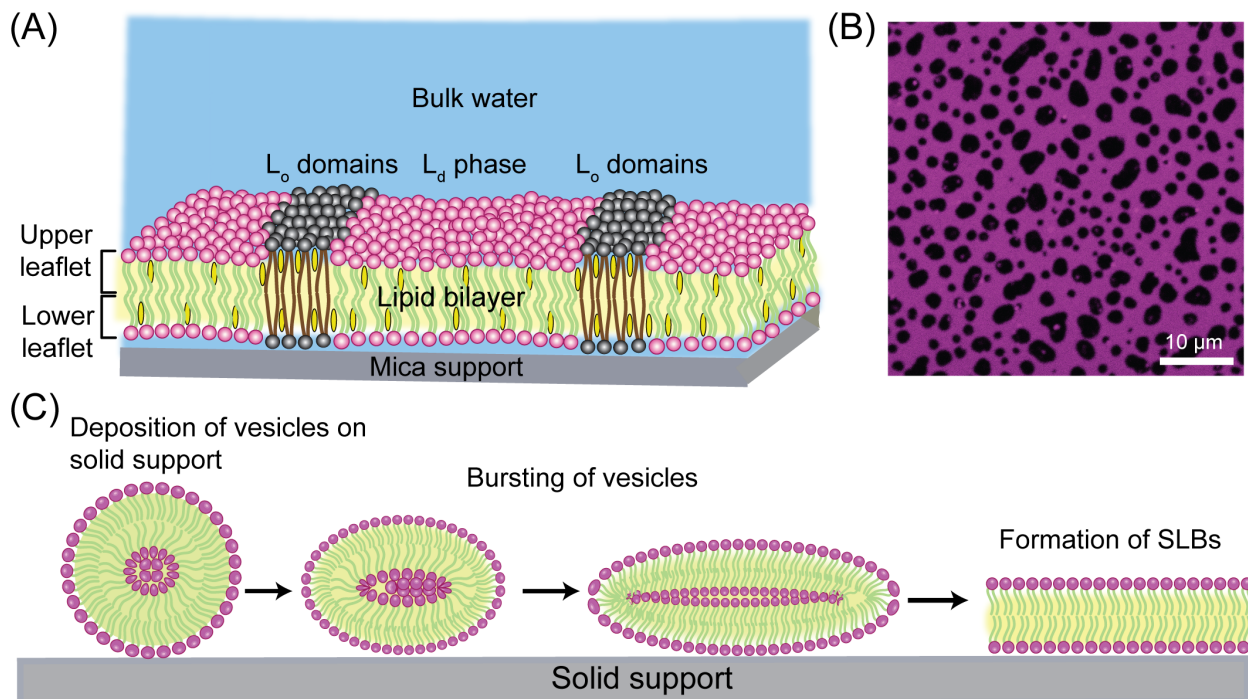 (A)
Bulk water
Lo domains
Ld phase
Lo domains
Upper
leaflet
Lower
leaflet
Lipid bilayer
Mica support
(B)
10 μm
(C)
Deposition of vesicles on
solid support
Bursting of vesicles
Formation of SLBs
Solid support